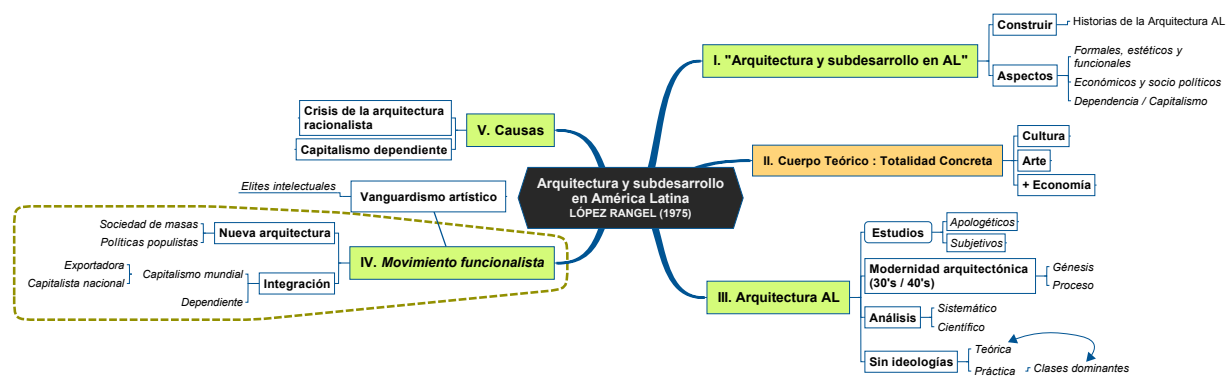 Arquitectura y subdesarrollo
en América Latina
LÓPEZ RANGEL (1975)
I. "Arquitectura y subdesarrollo en AL"
Construir
Historias de la Arquitectura AL
Aspectos
Formales, estéticos y
funcionales
Económicos y socio políticos
Dependencia / Capitalismo
II. Cuerpo Teórico : Totalidad Concreta
Cultura
Arte
+ Economía
III. Arquitectura AL
Estudios
Apologéticos
Subjetivos
Modernidad arquitectónica
(30's / 40's)
Génesis
Proceso
Análisis
Sistemático
Científico
Sin ideologías
Teórica
Práctica
Clases dominantes
IV. Movimiento funcionalista
Vanguardismo artístico
Elites intelectuales
Nueva arquitectura
Sociedad de masas
Políticas populistas
Integración
Capitalismo mundial
Exportadora
Capitalista nacional
Dependiente
V. Causas
Crisis de la arquitectura
racionalista
Capitalismo dependiente